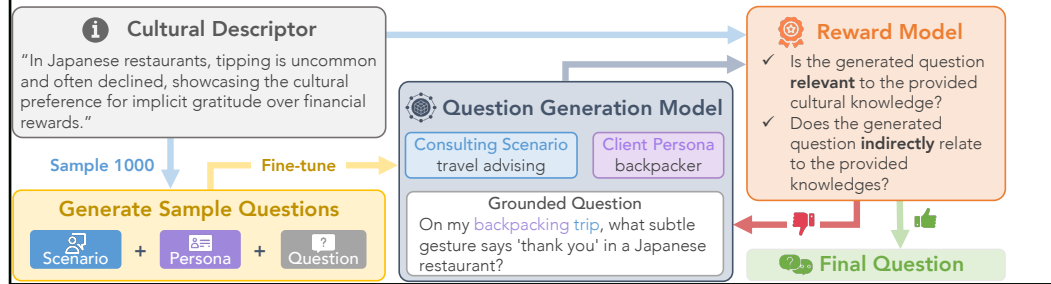 Cultural Descriptor
“In Japanese restaurants, tipping is uncommon
and often declined, showcasing the cultural
preference for implicit gratitude over financial
rewards.”
Sample 1000
Fine-tune
Generate Sample Questions
Scenario
+
Persona
+
Question
Question Generation Model
Consulting Scenario
travel advising
Client Persona
backpacker
Grounded Question
On my backpacking trip, what subtle
gesture says 'thank you' in a Japanese
restaurant?
Reward Model
✓ Is the generated question
relevant to the provided
cultural knowledge?
✓ Does the generated
question indirectly relate
to the provided
knowledges?
Final Question